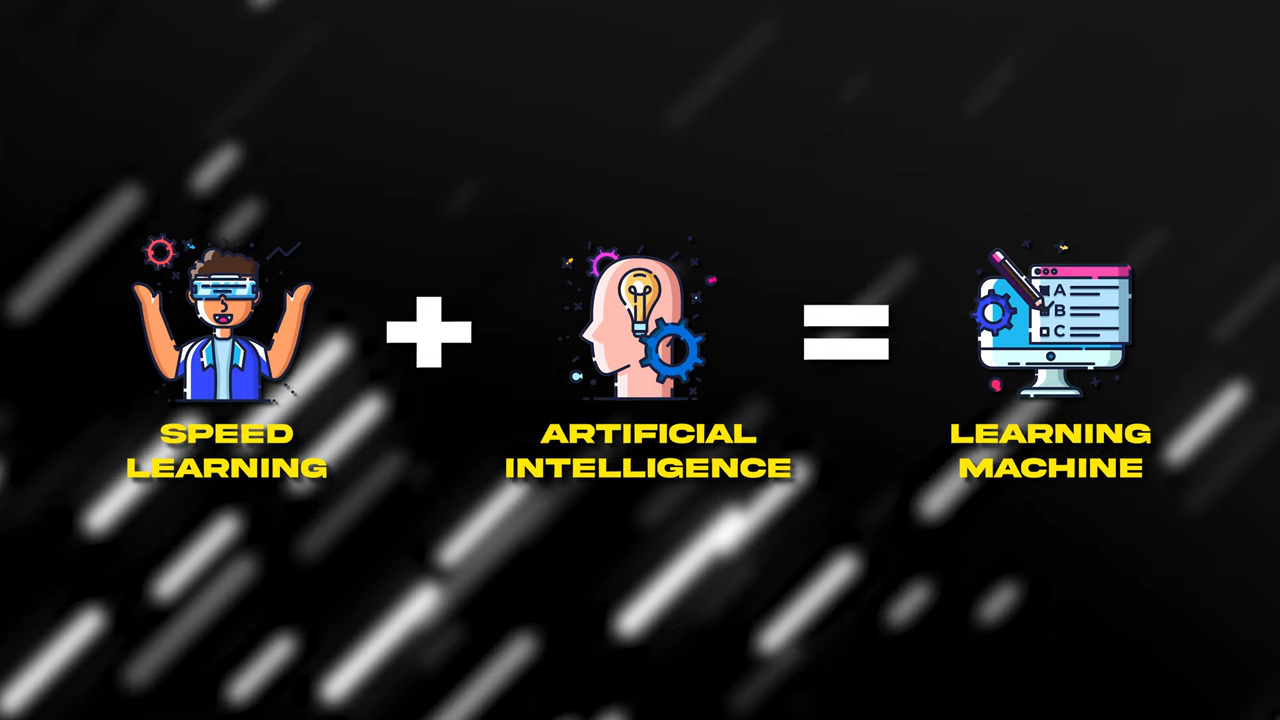 A
B
C
SPEED
LEARNING
ARTIFICIAL
INTELLIGENCE
LEARNING
MACHINE